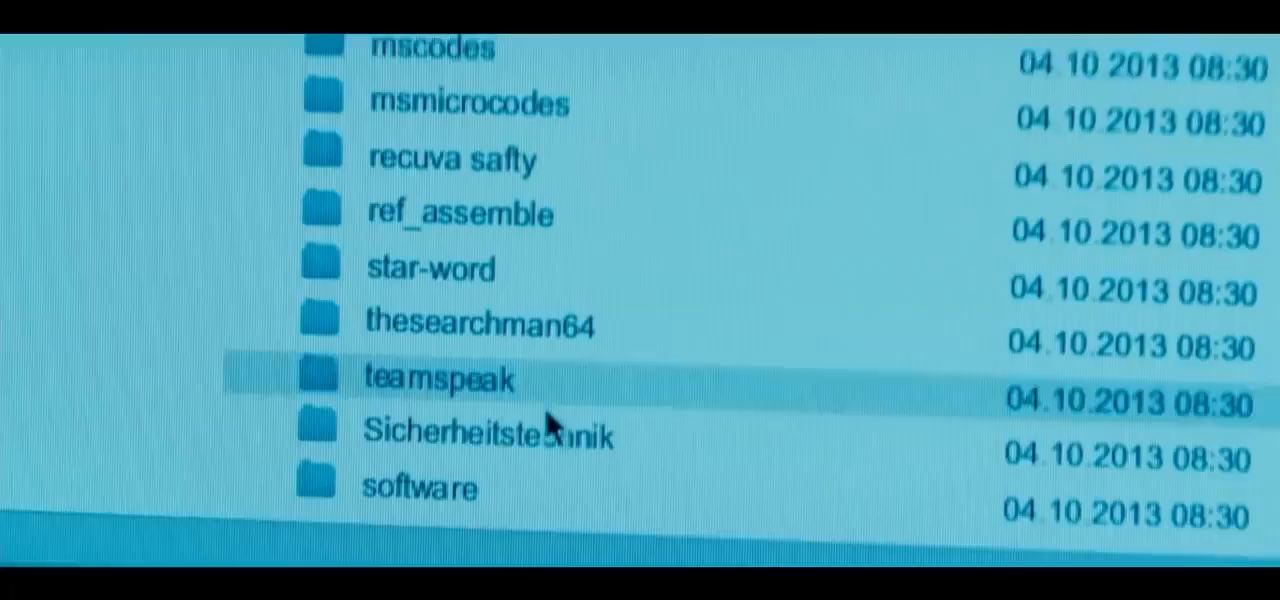 mscodes 04.10.2013 08:30
msmicrocodes 04.10.2013 08:30
recuva safty 04.10.2013 08:30
ref_assemble 04.10.2013 08:30
star-word 04.10.2013 08:30
thesearchman64 04.10.2013 08:30
teamspeak 04.10.2013 08:30
Sicherheitstechnik 04.10.2013 08:30
software 04.10.2013 08:30